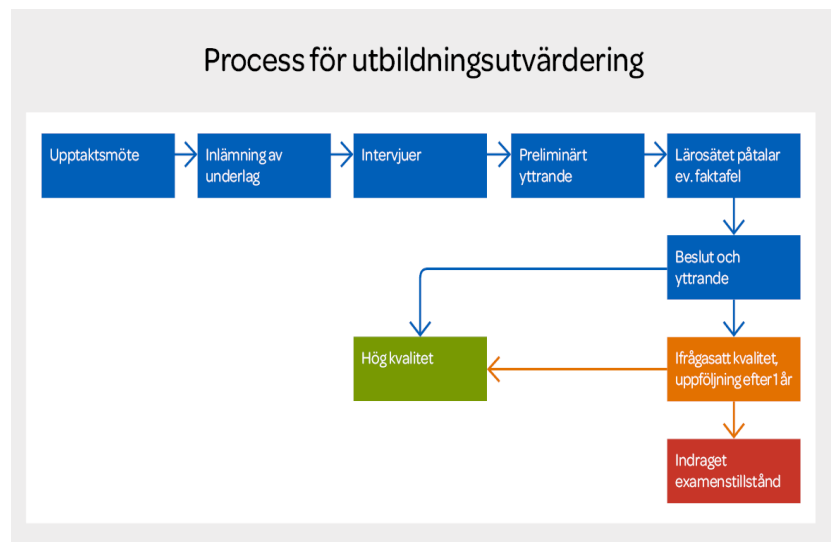 Process för utbildningsutvärdering
Upptaktsmöte
Inlämning av
underlag
Intervjuer
Preliminärt
yttrande
Lärosätet påtalar
ev. faktafel
Beslut och
yttrande
Hög kvalitet
Ifrågasatt kvalitet,
uppföljning efter 1 år
Indraget
examenstillstånd